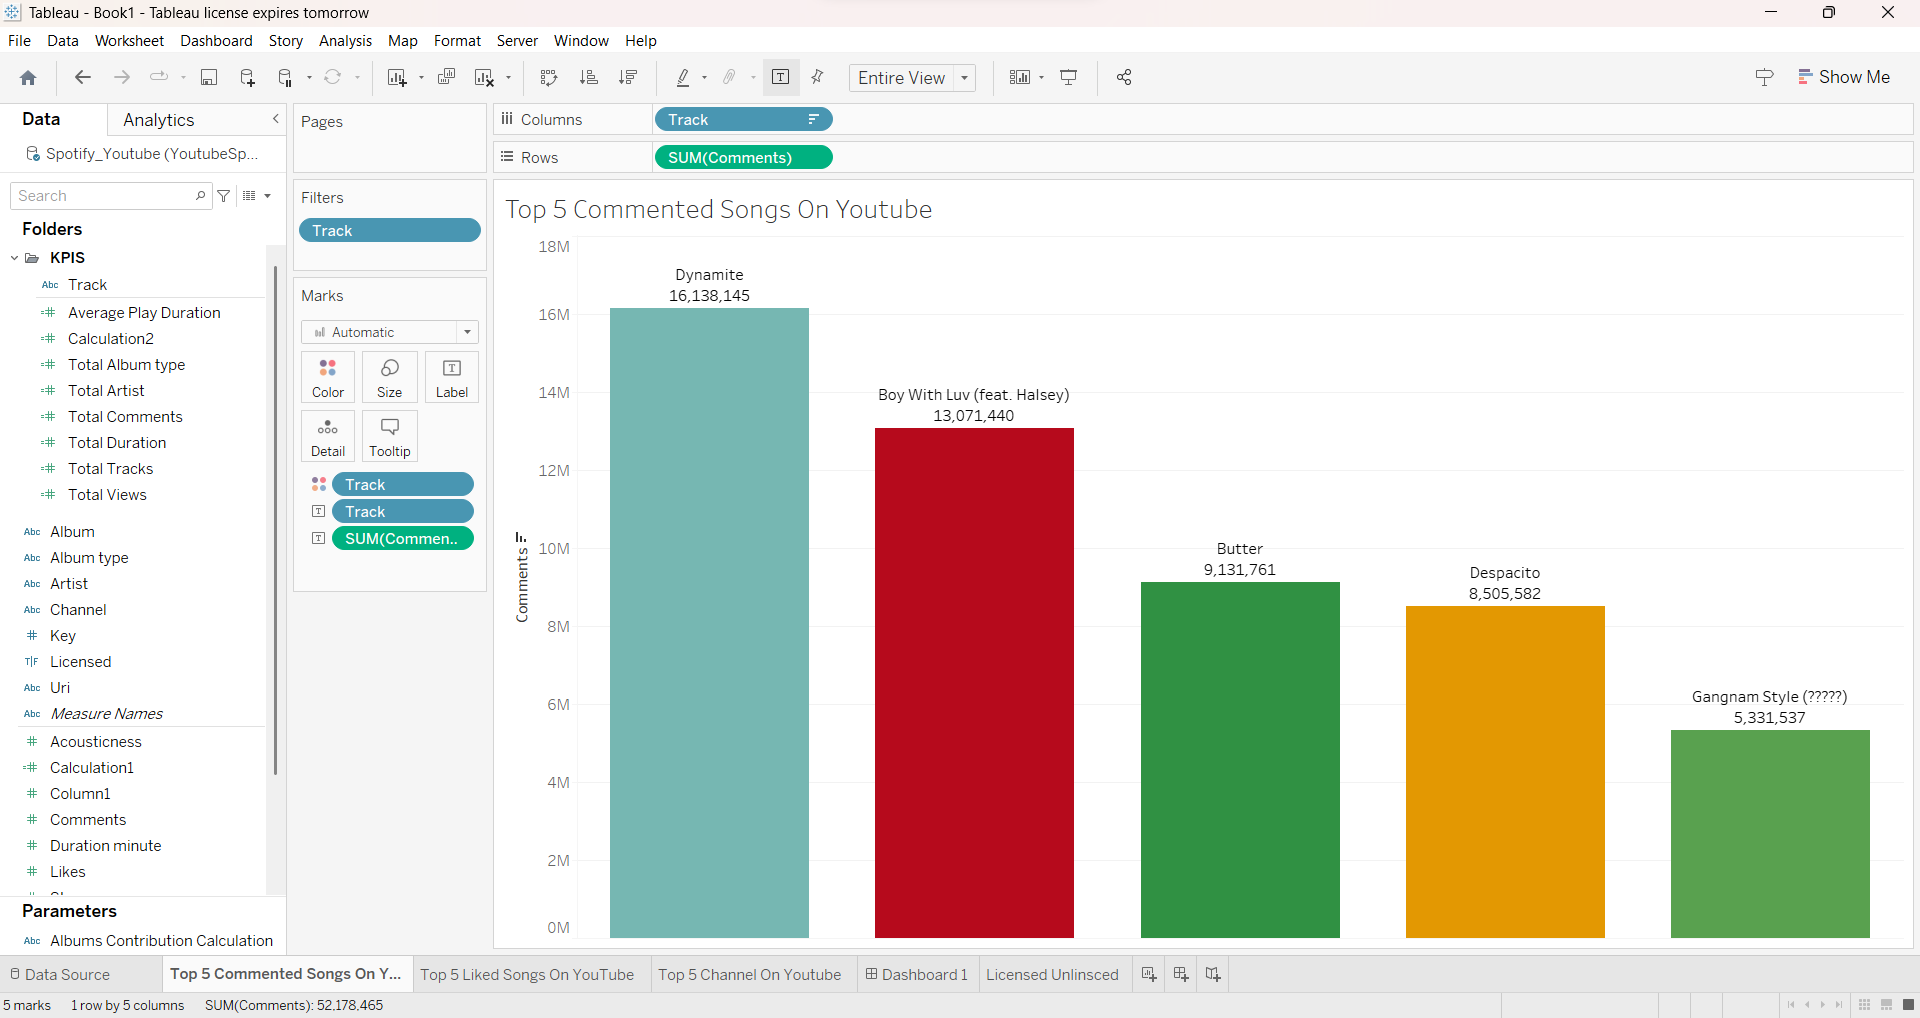 Tableau - Book1 - Tableau license expires tomorrow
File Data Worksheet Dashboard Story Analysis Map Format Server Window Help
Entire View
Show Me
Data Analytics
Spotify_Youtube (YoutubeSp...
Search
Folders
KPIS
Abc Track
Average Play Duration
Calculation2
Total Album type
Total Artist
Total Comments
Total Duration
Total Tracks
Total Views
Abc Album
Abc Album type
Abc Artist
Abc Channel
Key
T|F Licensed
Abc Uri
Abc Measure Names
Acousticness
Calculation1
Column1
Comments
Duration minute
Likes
Parameters
Abc Albums Contribution Calculation
Pages
Filters
Track
Marks
Automatic
Color Size Label
Detail Tooltip
Track
Track
SUM(Commen..
Columns Track
Rows SUM(Comments)
Top 5 Commented Songs On Youtube
Comments
18M
16M
14M
12M
10M
8M
6M
4M
2M
0M
Dynamite
16,138,145
Boy With Luv (feat. Halsey)
13,071,440
Butter
9,131,761
Despacito
8,505,582
Gangnam Style (?????)
5,331,537
Data Source Top 5 Commented Songs On Y... Top 5 Liked Songs On YouTube Top 5 Channel On Youtube Dashboard 1 Licensed Unlinsced
5 marks 1 row by 5 columns SUM(Comments): 52,178,465